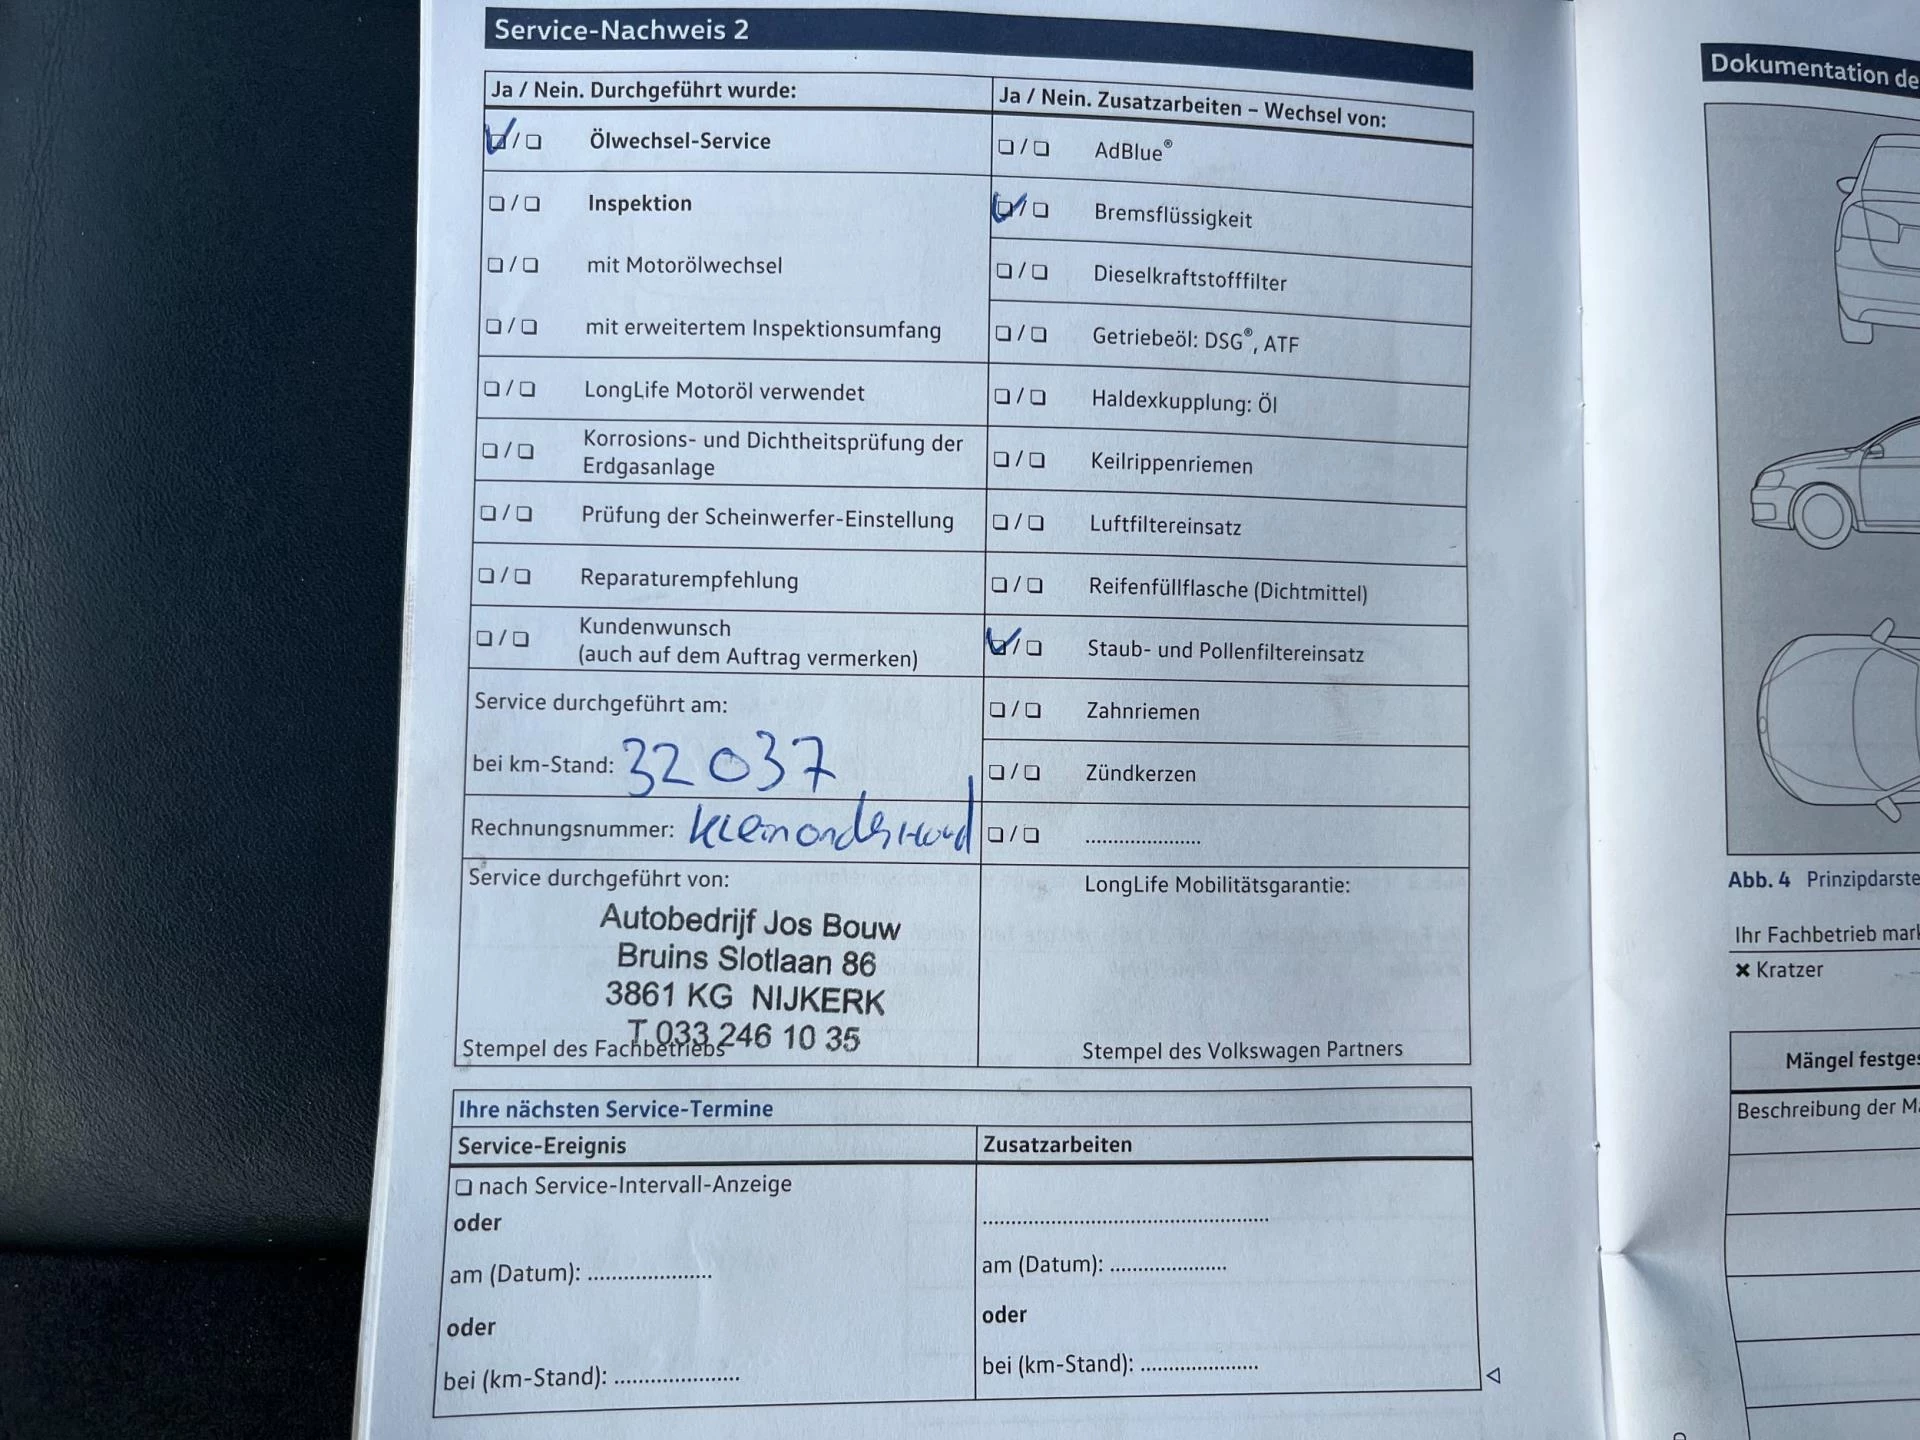 Service-Nachweis 2
Ja / Nein. Durchgeführt wurde:
Ölwechsel-Service
Inspektion
mit Motorölwechsel
mit erweitertem Inspektionsumfang
LongLife Motoröl verwendet
Korrosions- und Dichtheitsprüfung der
Erdgasanlage
Prüfung der Scheinwerfer-Einstellung
Reparaturempfehlung
Kundenwunsch
(auch auf dem Auftrag vermerken)
Service durchgeführt am:
bei km-Stand: 32037
Rechnungsnummer:
Service durchgeführt von:
Autobedrijf Jos Bouw
Bruins Slotlaan 86
3861 KG NIJKERK
T 033 246 10 35
Stempel des Fachbetriebs
Ja / Nein. Zusatzarbeiten – Wechsel von:
AdBlue®
Bremsflüssigkeit
Dieselkraftstofffilter
Getriebeöl: DSG®, ATF
Haldexkupplung: Öl
Keilrippenriemen
Luftfiltereinsatz
Reifenfüllflasche (Dichtmittel)
Staub- und Pollenfiltereinsatz
Zahnriemen
Zündkerzen
LongLife Mobilitätsgarantie:
Stempel des Volkswagen Partners
Ihre nächsten Service-Termine
Service-Ereignis
nach Service-Intervall-Anzeige
oder
am (Datum): ......................
oder
bei (km-Stand): ......................
Zusatzarbeiten
am (Datum): ......................
oder
bei (km-Stand): ......................
Dokumentation de
Abb. 4 Prinzipdarste
Ihr Fachbetrieb mark
✖ Kratzer
Mängel festges
Beschreibung der Mä